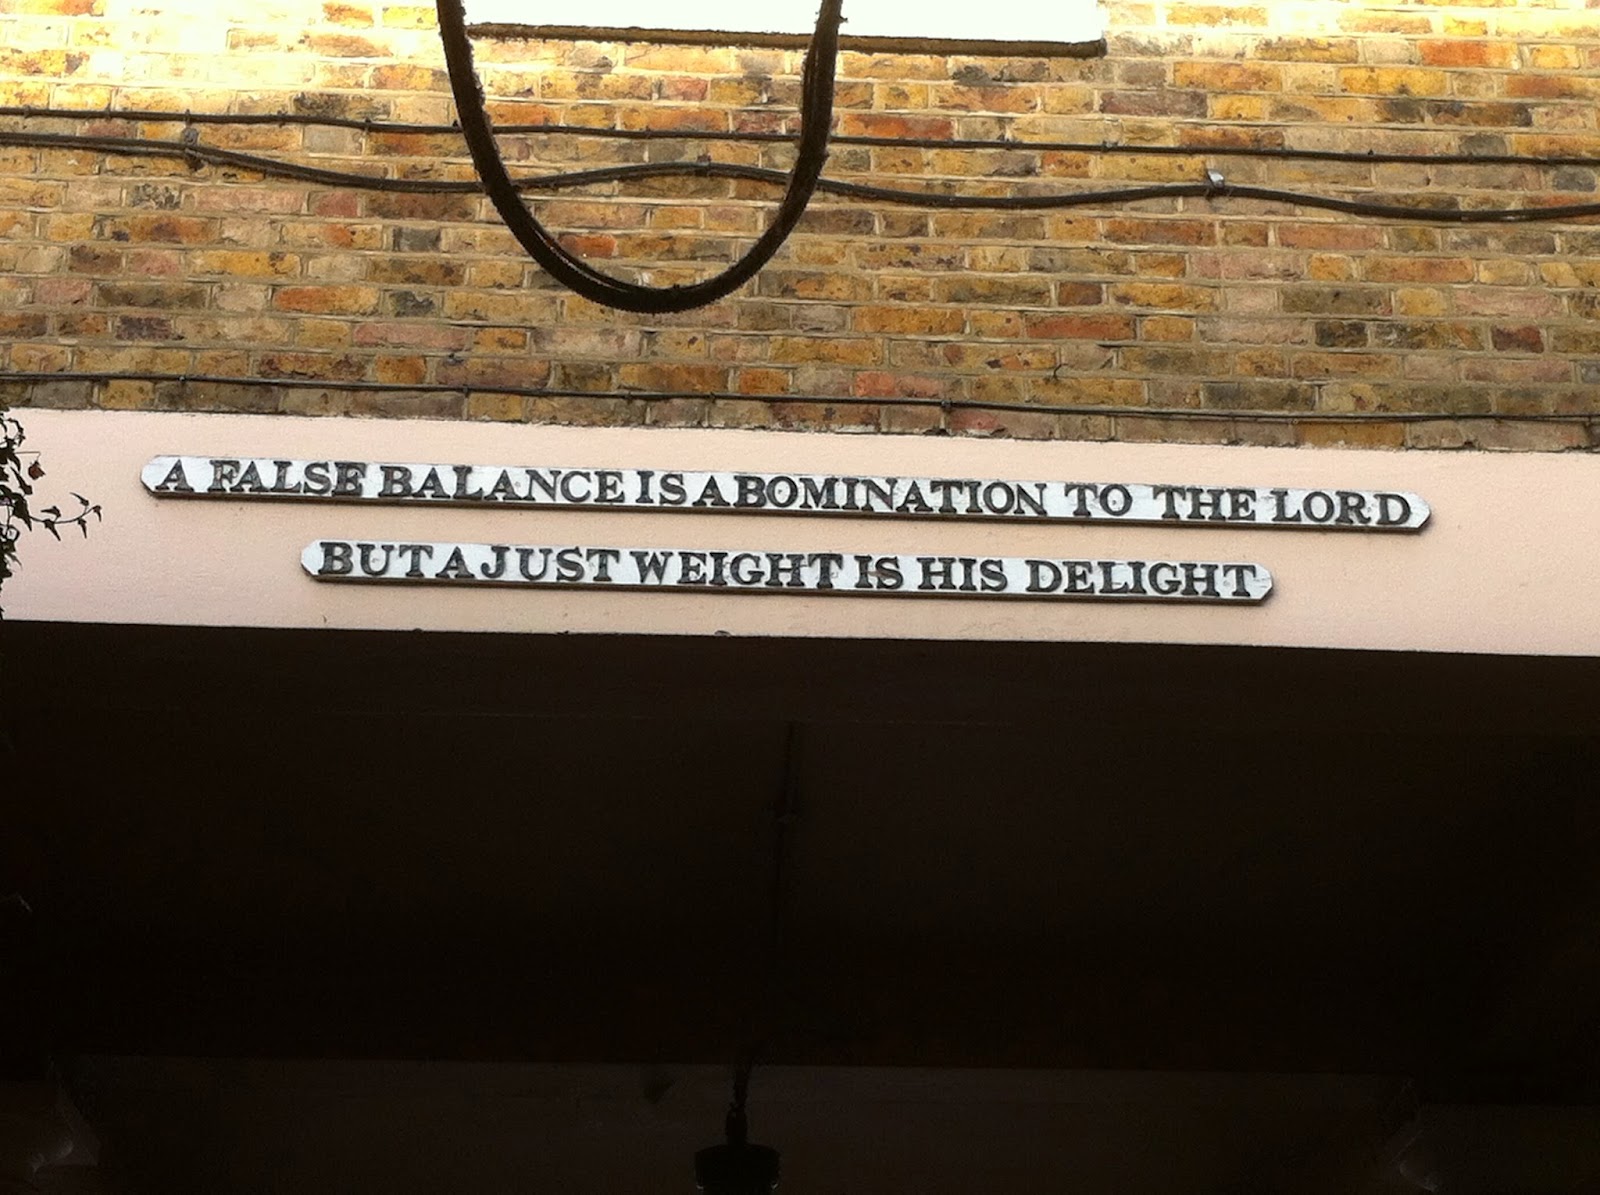 A FALSE BALANCE IS ABOMINATION TO THE LORD
BUT A JUST WEIGHT IS HIS DELIGHT